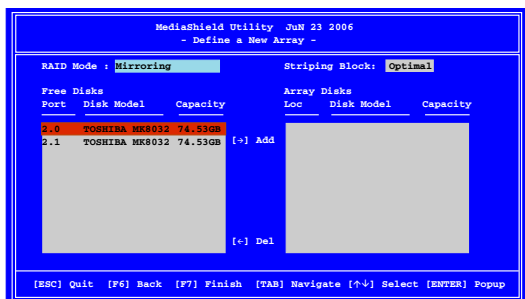 MediaShield Utility JuN 23 2006
- Define a New Array -
RAID Mode : Mirroring Striping Block: Optimal
Free Disks Array Disks
Port Disk Model Capacity Loc Disk Model Capacity
2.0 TOSHIBA MK8032 74.53GB
2.1 TOSHIBA MK8032 74.53GB
[→] Add
[←] Del
[ESC] Quit [F6] Back [F7] Finish [TAB] Navigate [↑↓] Select [ENTER] Popup